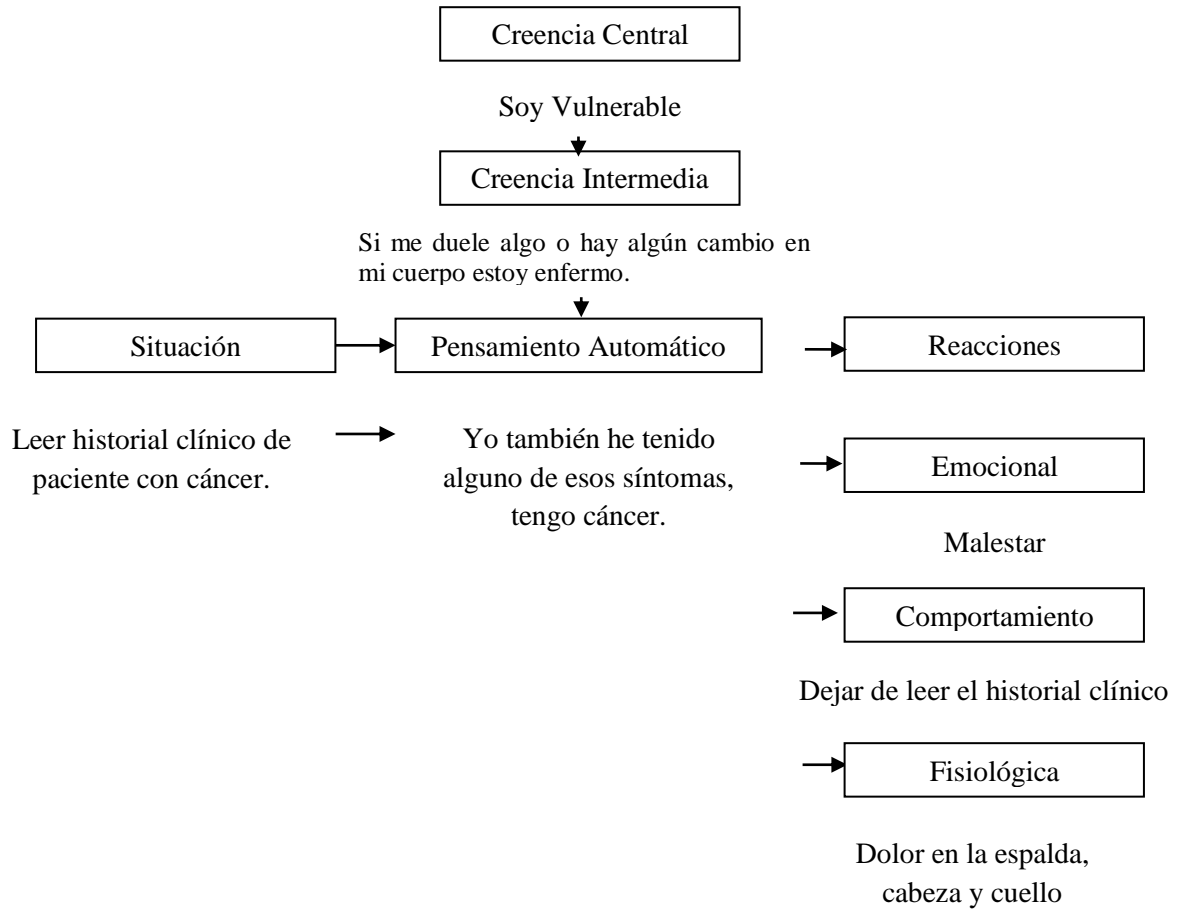 Creencia Central
Soy Vulnerable
Creencia Intermedia
Si me duele algo o hay algún cambio en
mi cuerpo estoy enfermo.
Situación
Pensamiento Automático
Reacciones
Leer historial clínico de
paciente con cáncer.
Yo también he tenido
alguno de esos síntomas,
tengo cáncer.
Emocional
Malestar
Comportamiento
Dejar de leer el historial clínico
Fisiológica
Dolor en la espalda,
cabeza y cuello